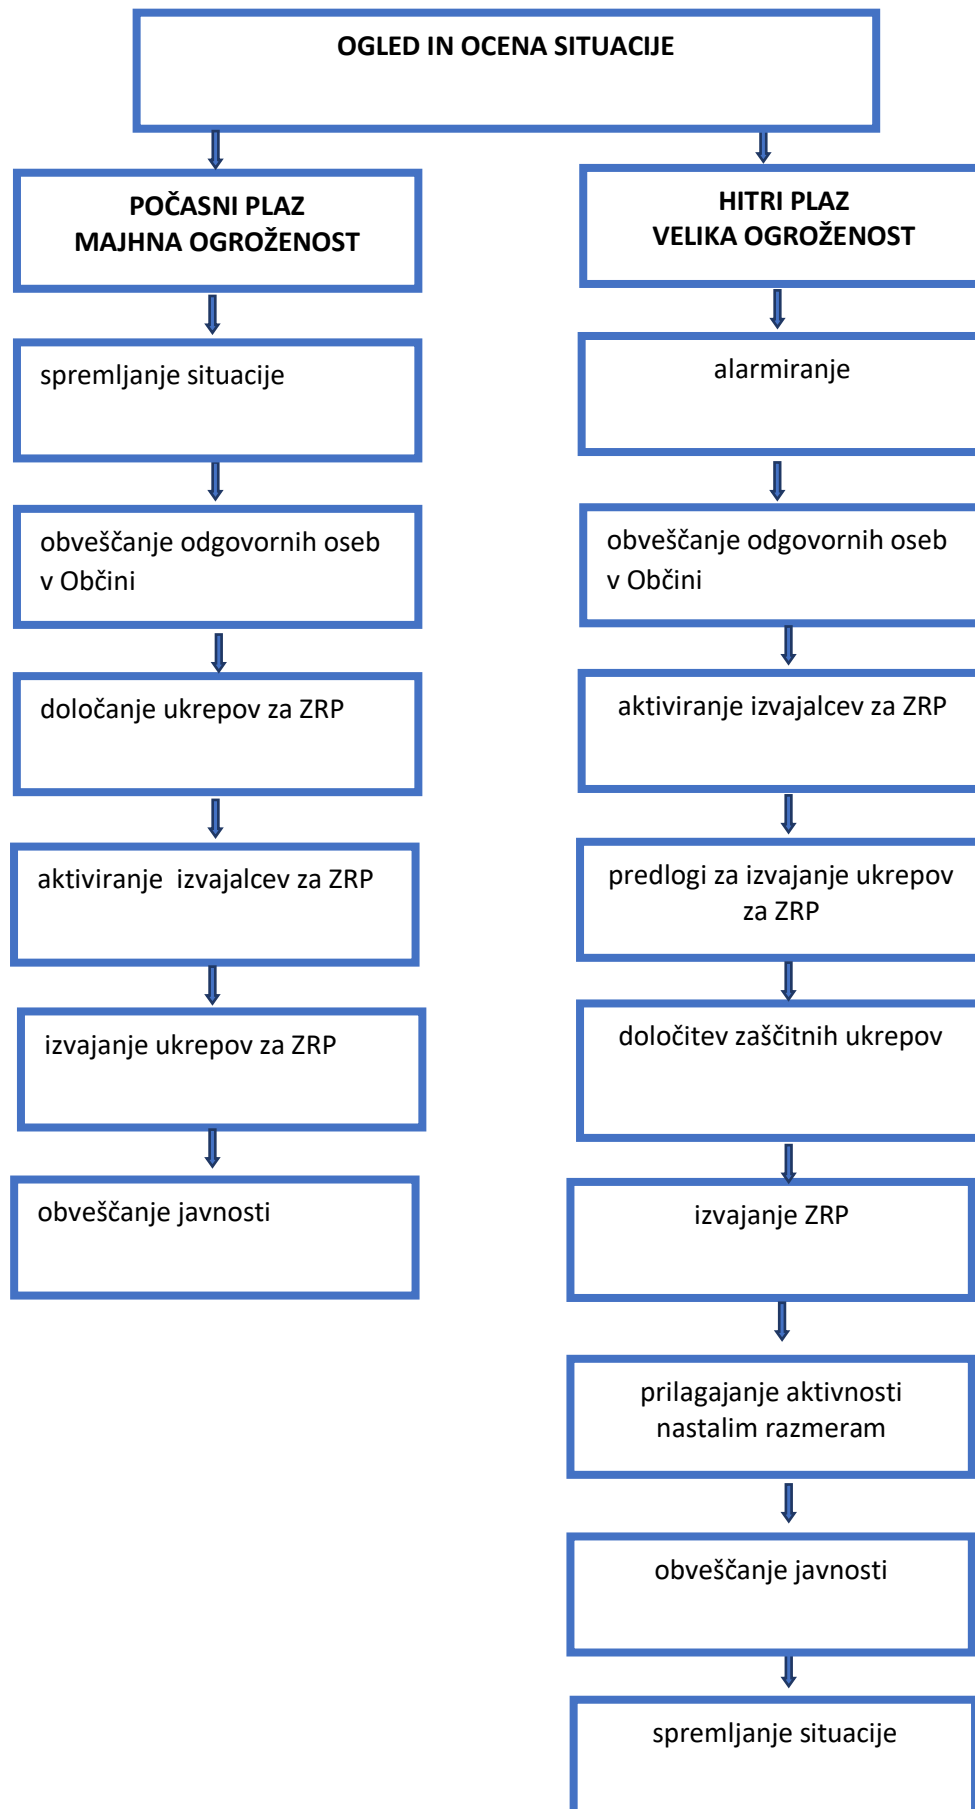 OGLED IN OCENA SITUACIJE
POČASNI PLAZ
MAJHNA OGROŽENOST
spremljanje situacije
obveščanje odgovornih oseb
v Občini
določanje ukrepov za ZRP
aktiviranje  izvajalcev za ZRP
izvajanje ukrepov za ZRP
obveščanje javnosti
HITRI PLAZ
VELIKA OGROŽENOST
alarmiranje
obveščanje odgovornih oseb
v Občini
aktiviranje izvajalcev za ZRP
predlogi za izvajanje ukrepov
za ZRP
določitev zaščitnih ukrepov
izvajanje ZRP
prilagajanje aktivnosti
nastalim razmeram
obveščanje javnosti
spremljanje situacije